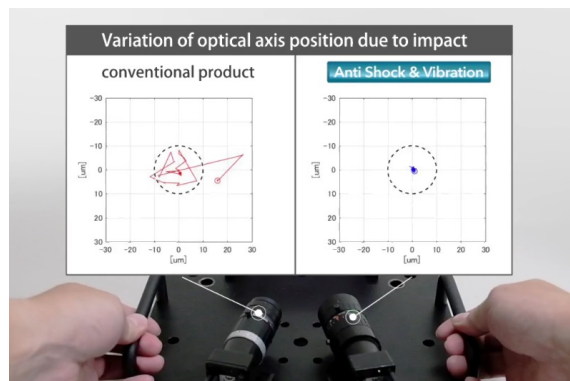 Variation of optical axis position due to impact
conventional product
Anti Shock & Vibration
-30
-20
-10
0
10
20
30
[um]
-30 -20 -10 0 10 20 30
[um]
-30
-20
-10
0
10
20
30
[um]
-30 -20 -10 0 10 20 30
[um]